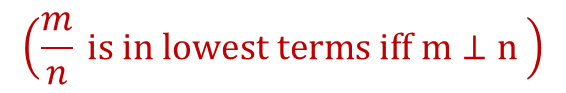 (m/n is in lowest terms iff m ⊥ n)